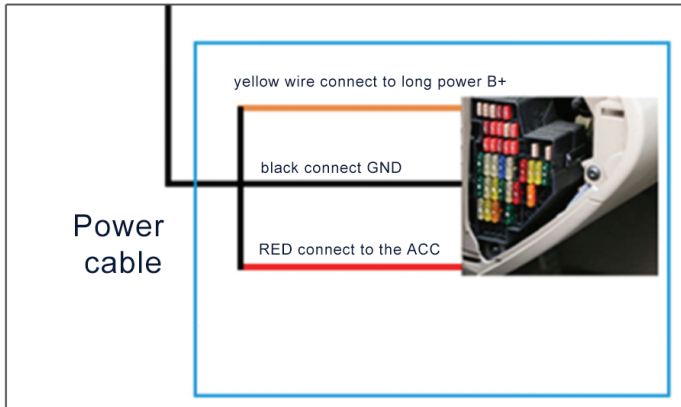 yellow wire connect to long power B+
black connect GND
Power
cable
RED connect to the ACC